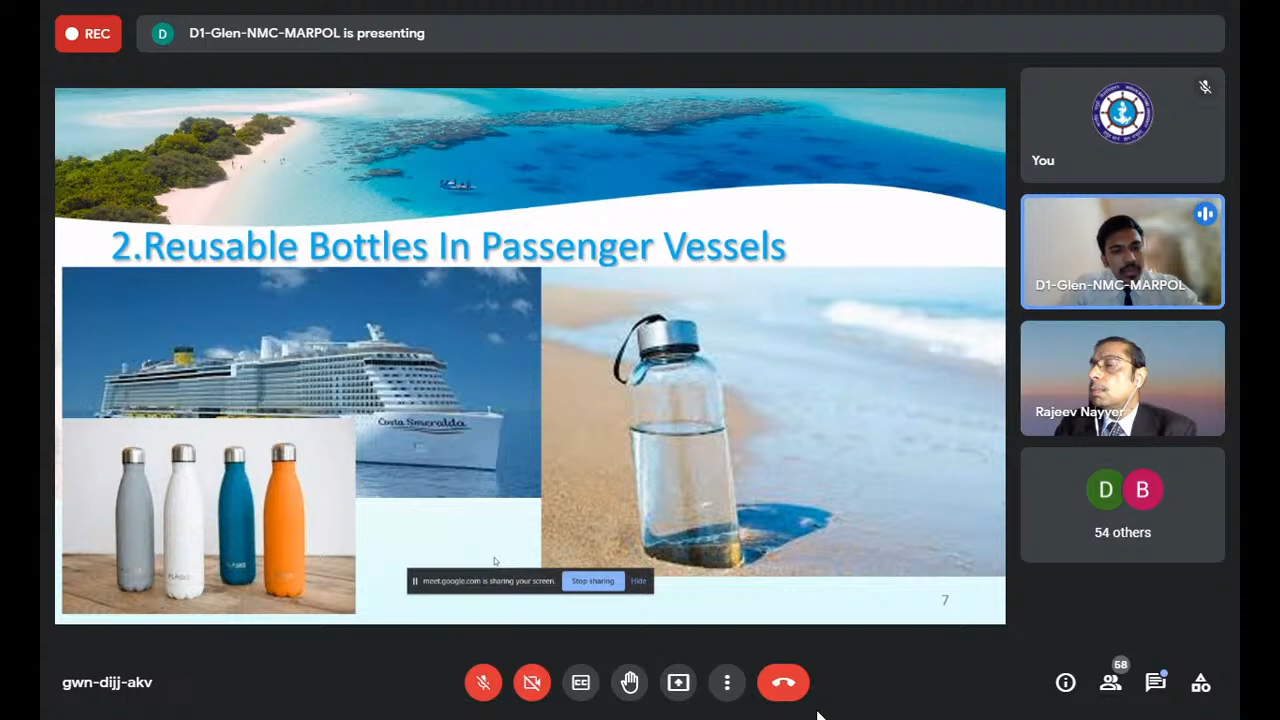 REC
D
D1-Glen-NMC-MARPOL is presenting
You
2.Reusable Bottles In Passenger Vessels
Costa Smeralda
D1-Glen-NMC-MARPOL
Rajeev Nayyer
D B
54 others
meet.google.com is sharing your screen.
Stop sharing
Hide
7
gwn-dijj-akv
CC
58